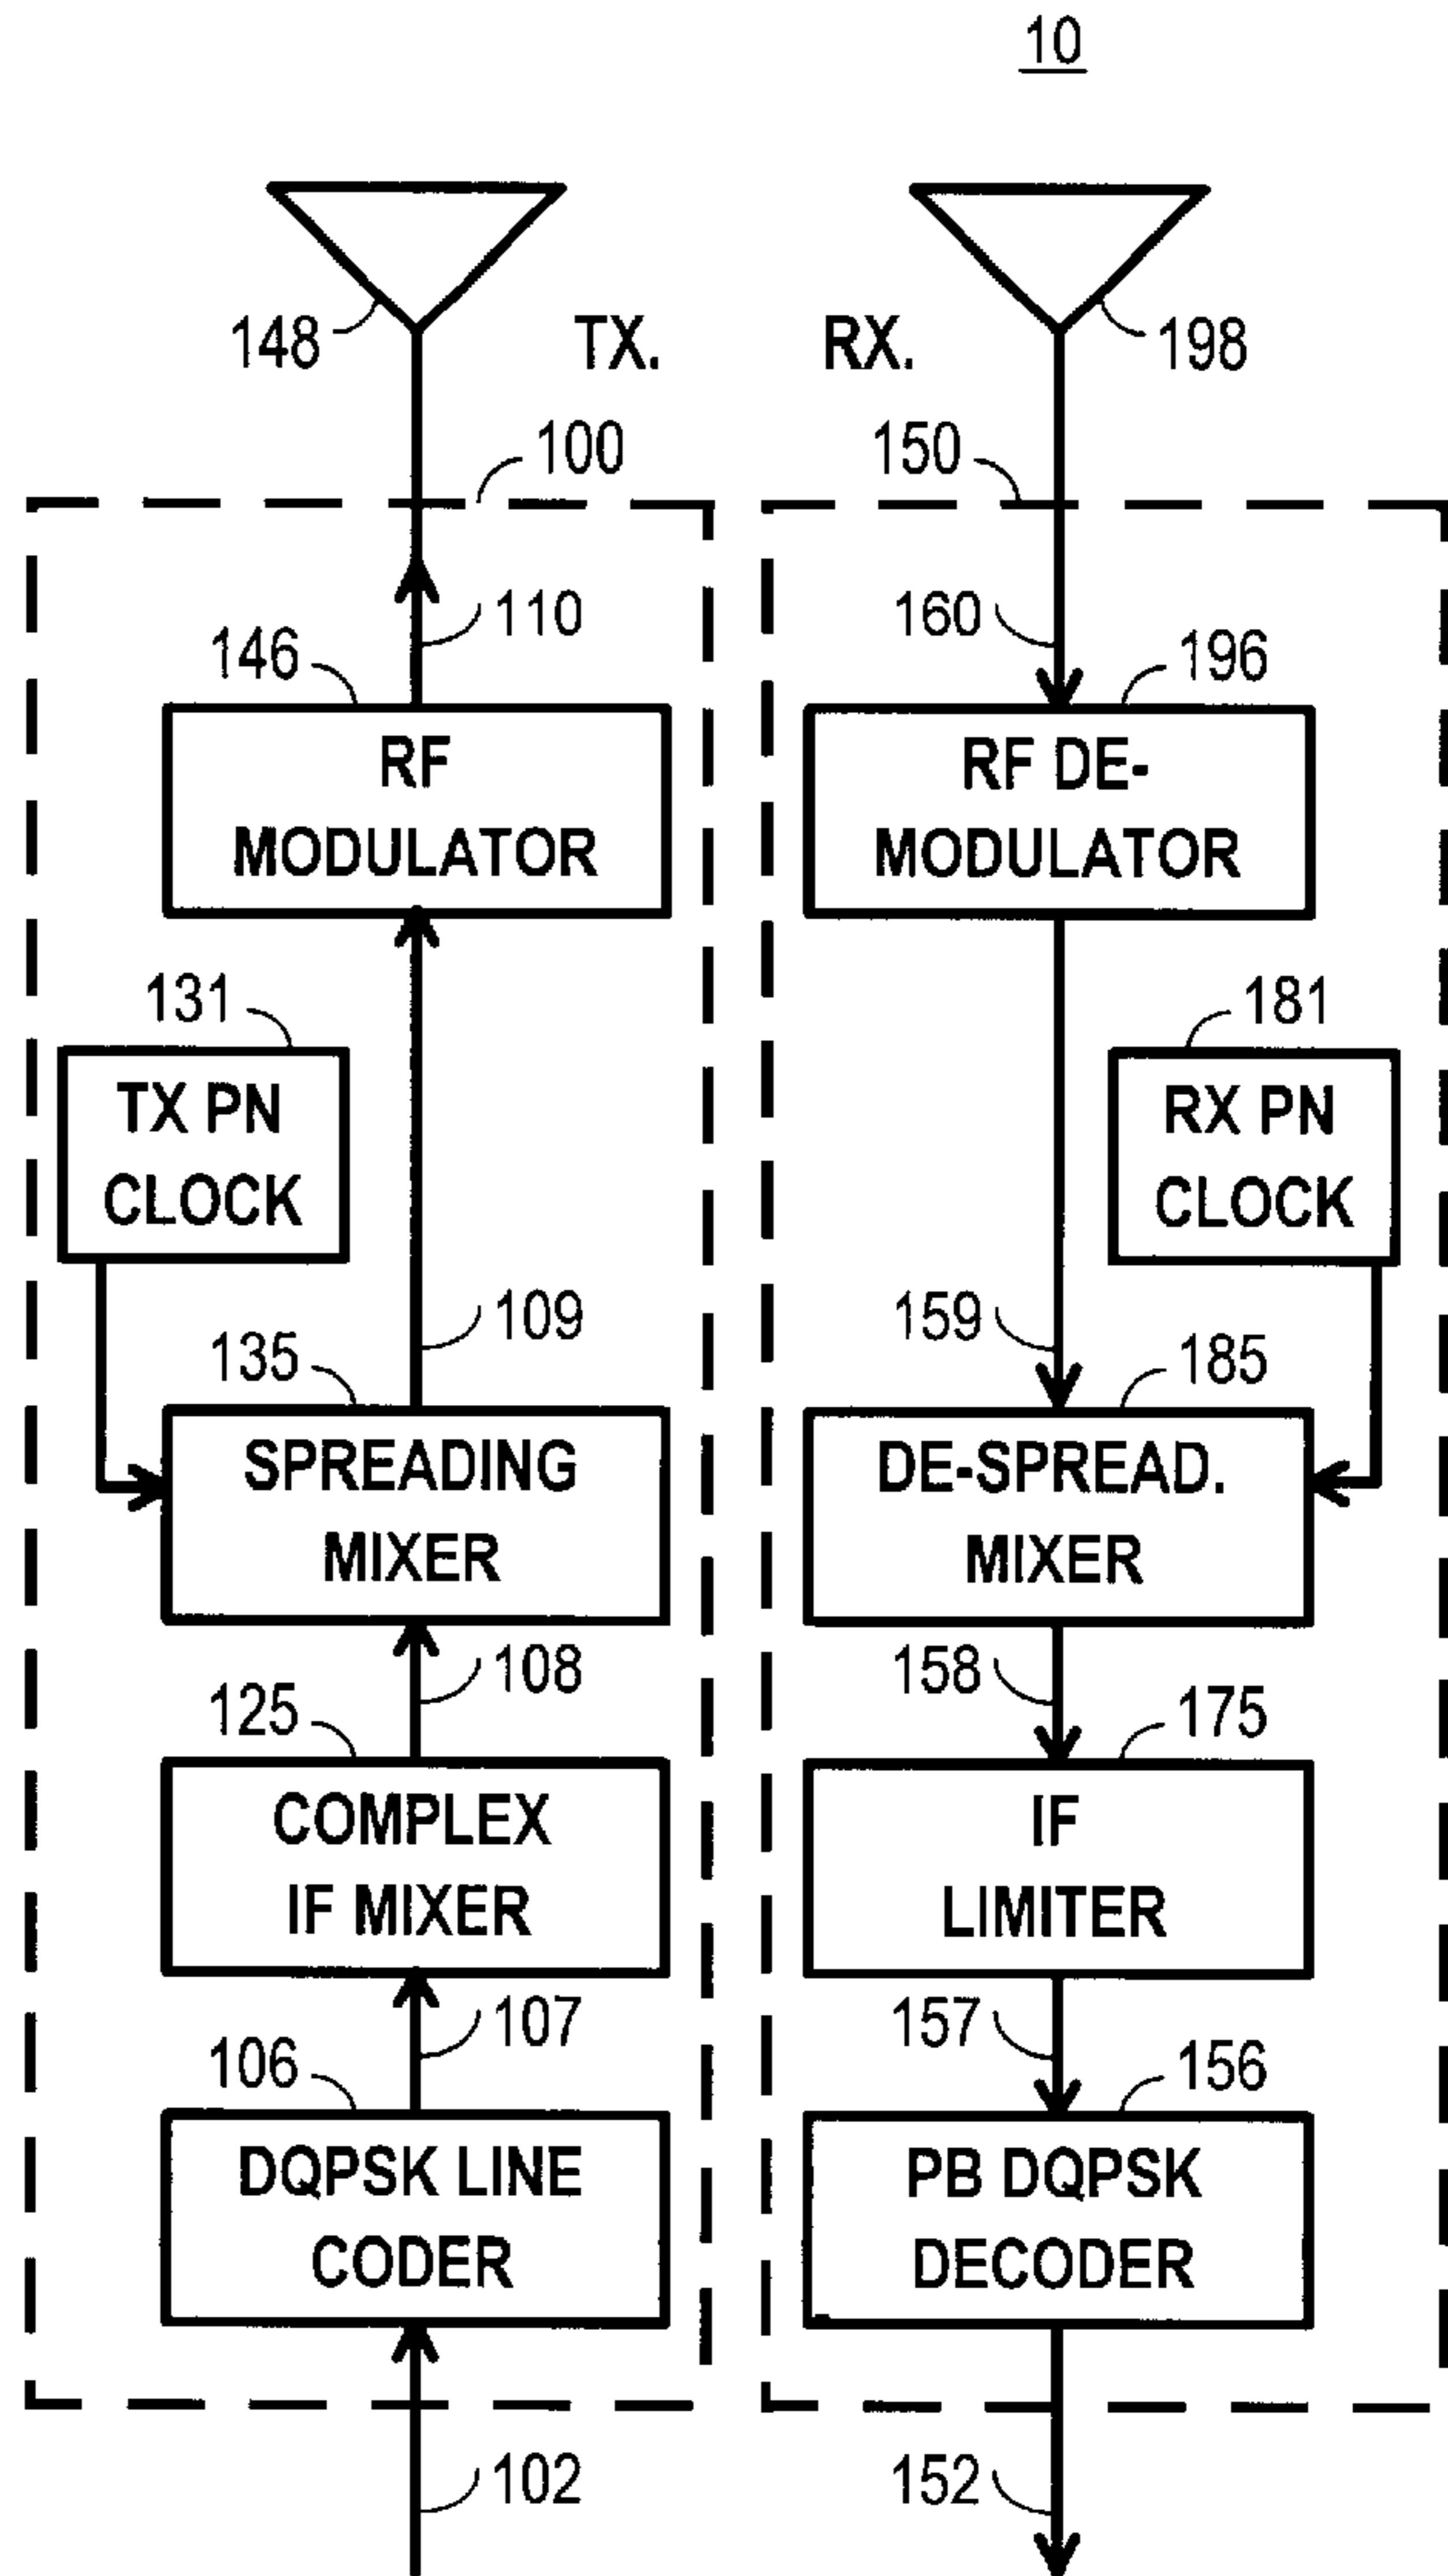 10
148
TX.
RX.
198
100
150
110
160
146
196
RF
MODULATOR
RF DE-
MODULATOR
131
181
TX PN
CLOCK
RX PN
CLOCK
109
159
135
185
SPREADING
MIXER
DE-SPREAD.
MIXER
108
158
125
175
COMPLEX
IF MIXER
IF
LIMITER
107
157
106
156
DQPSK LINE
CODER
PB DQPSK
DECODER
102
152